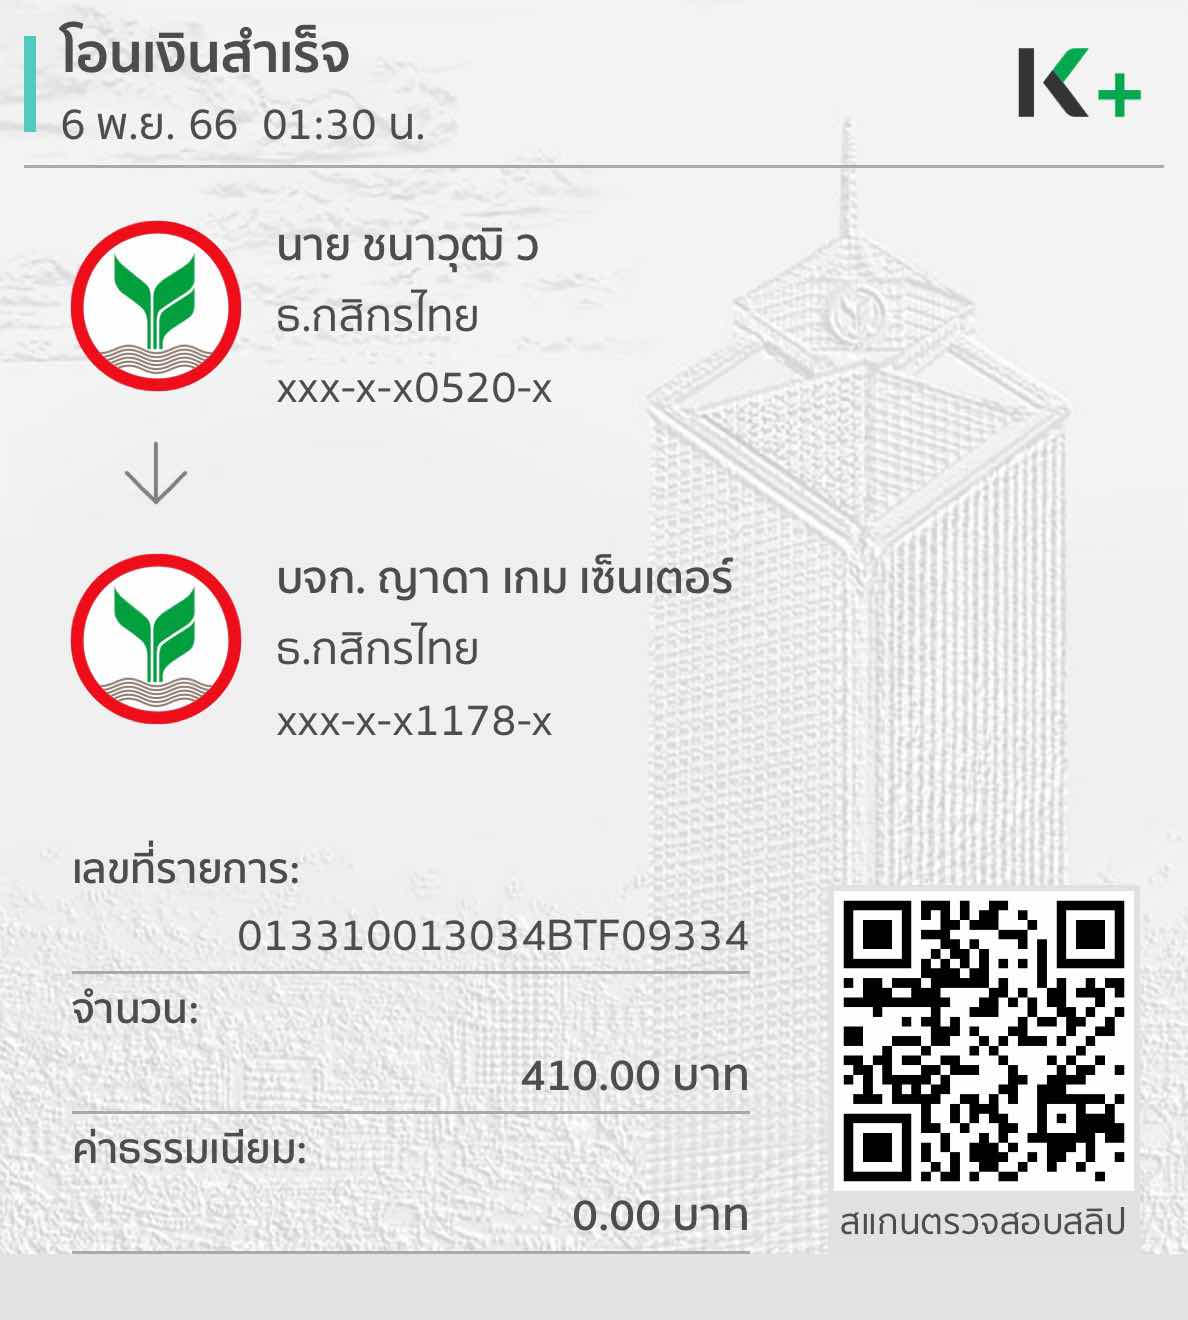 โอนเงินสำเร็จ
6 พ.ย. 66  01:30 น.
K+
นาย ชนาวุฒิ ว
ธ.กสิกรไทย
xxx-x-x0520-x
บจก. ญาดา เกม เซ็นเตอร์
ธ.กสิกรไทย
xxx-x-x1178-x
เลขที่รายการ:
013310013034BTF09334
จำนวน:
410.00 บาท
ค่าธรรมเนียม:
0.00 บาท
สแกนตรวจสอบสลิป